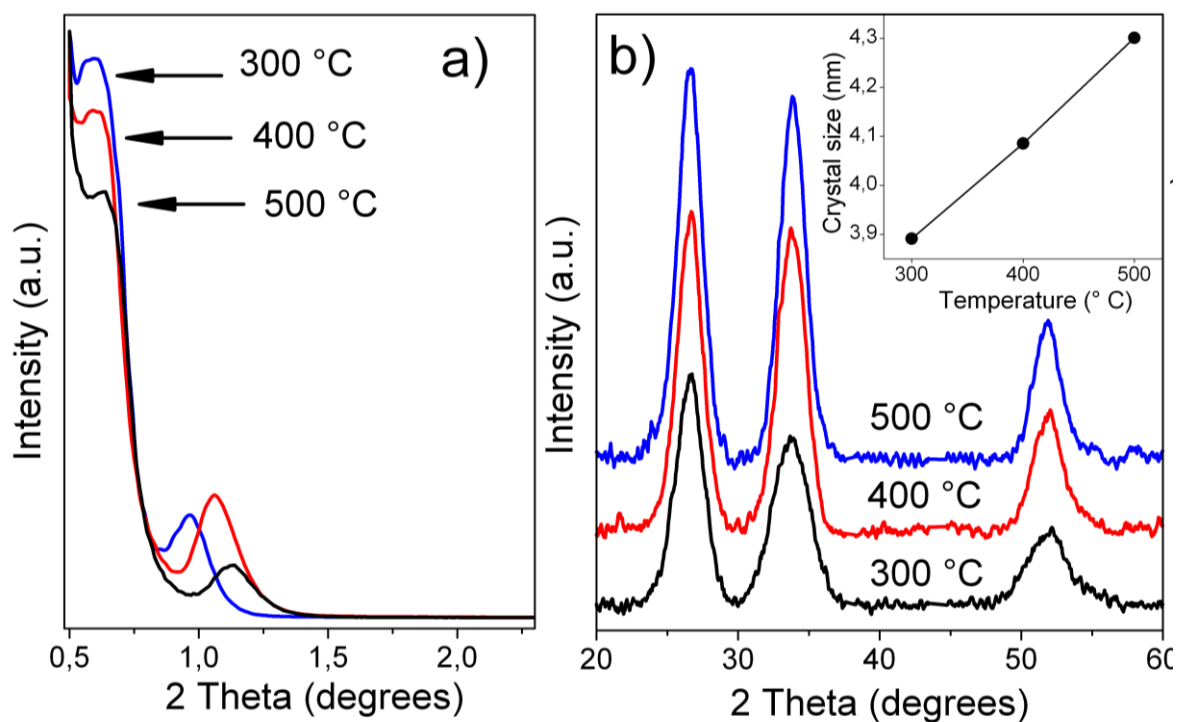 a)
300 °C
400 °C
500 °C
Intensity (a.u.)
0,5
1,0
1,5
2,0
2 Theta (degrees)
b)
4,3
4,2
4,1
4,0
3,9
Crystal size (nm)
300
400
500
Temperature (° C)
500 °C
400 °C
300 °C
Intensity (a.u.)
20
30
40
50
60
2 Theta (degrees)